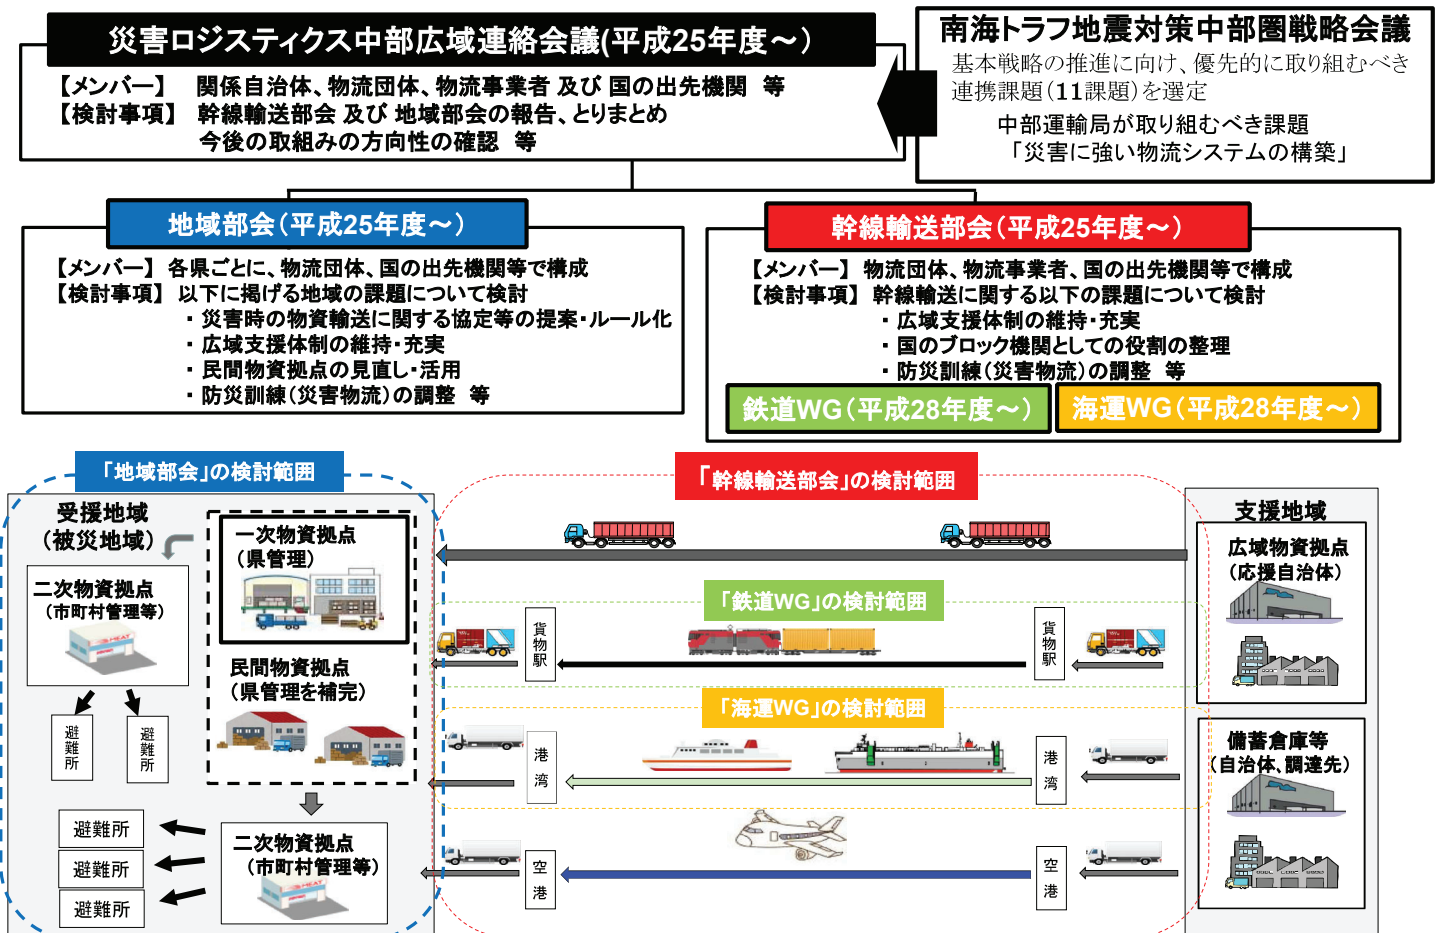 災害ロジスティクス中部広域連絡会議(平成25年度～)
【メンバー】 関係自治体、物流団体、物流事業者 及び 国の出先機関 等
【検討事項】 幹線輸送部会 及び 地域部会の報告、とりまとめ
今後の取組みの方向性の確認 等
南海トラフ地震対策中部圏戦略会議
基本戦略の推進に向け、優先的に取り組むべき
連携課題(11課題)を選定
中部運輸局が取り組むべき課題
「災害に強い物流システムの構築」
地域部会(平成25年度～)
【メンバー】 各県ごとに、物流団体、国の出先機関等で構成
【検討事項】 以下に掲げる地域の課題について検討
・ 災害時の物資輸送に関する協定等の提案・ルール化
・ 広域支援体制の維持・充実
・ 民間物資拠点の見直し・活用
・ 防災訓練(災害物流)の調整 等
幹線輸送部会(平成25年度～)
【メンバー】 物流団体、物流事業者、国の出先機関等で構成
【検討事項】 幹線輸送に関する以下の課題について検討
・ 広域支援体制の維持・充実
・ 国のブロック機関としての役割の整理
・ 防災訓練(災害物流)の調整 等
鉄道WG(平成28年度～)
海運WG(平成28年度～)
「地域部会」の検討範囲
受援地域
(被災地域)
一次物資拠点
(県管理)
二次物資拠点
(市町村管理等)
民間物資拠点
(県管理を補完)
避難所
避難所
避難所
避難所
避難所
二次物資拠点
(市町村管理等)
「幹線輸送部会」の検討範囲
「鉄道WG」の検討範囲
貨物駅
貨物駅
「海運WG」の検討範囲
港湾
港湾
空港
空港
支援地域
広域物資拠点
(応援自治体)
備蓄倉庫等
(自治体、調達先)